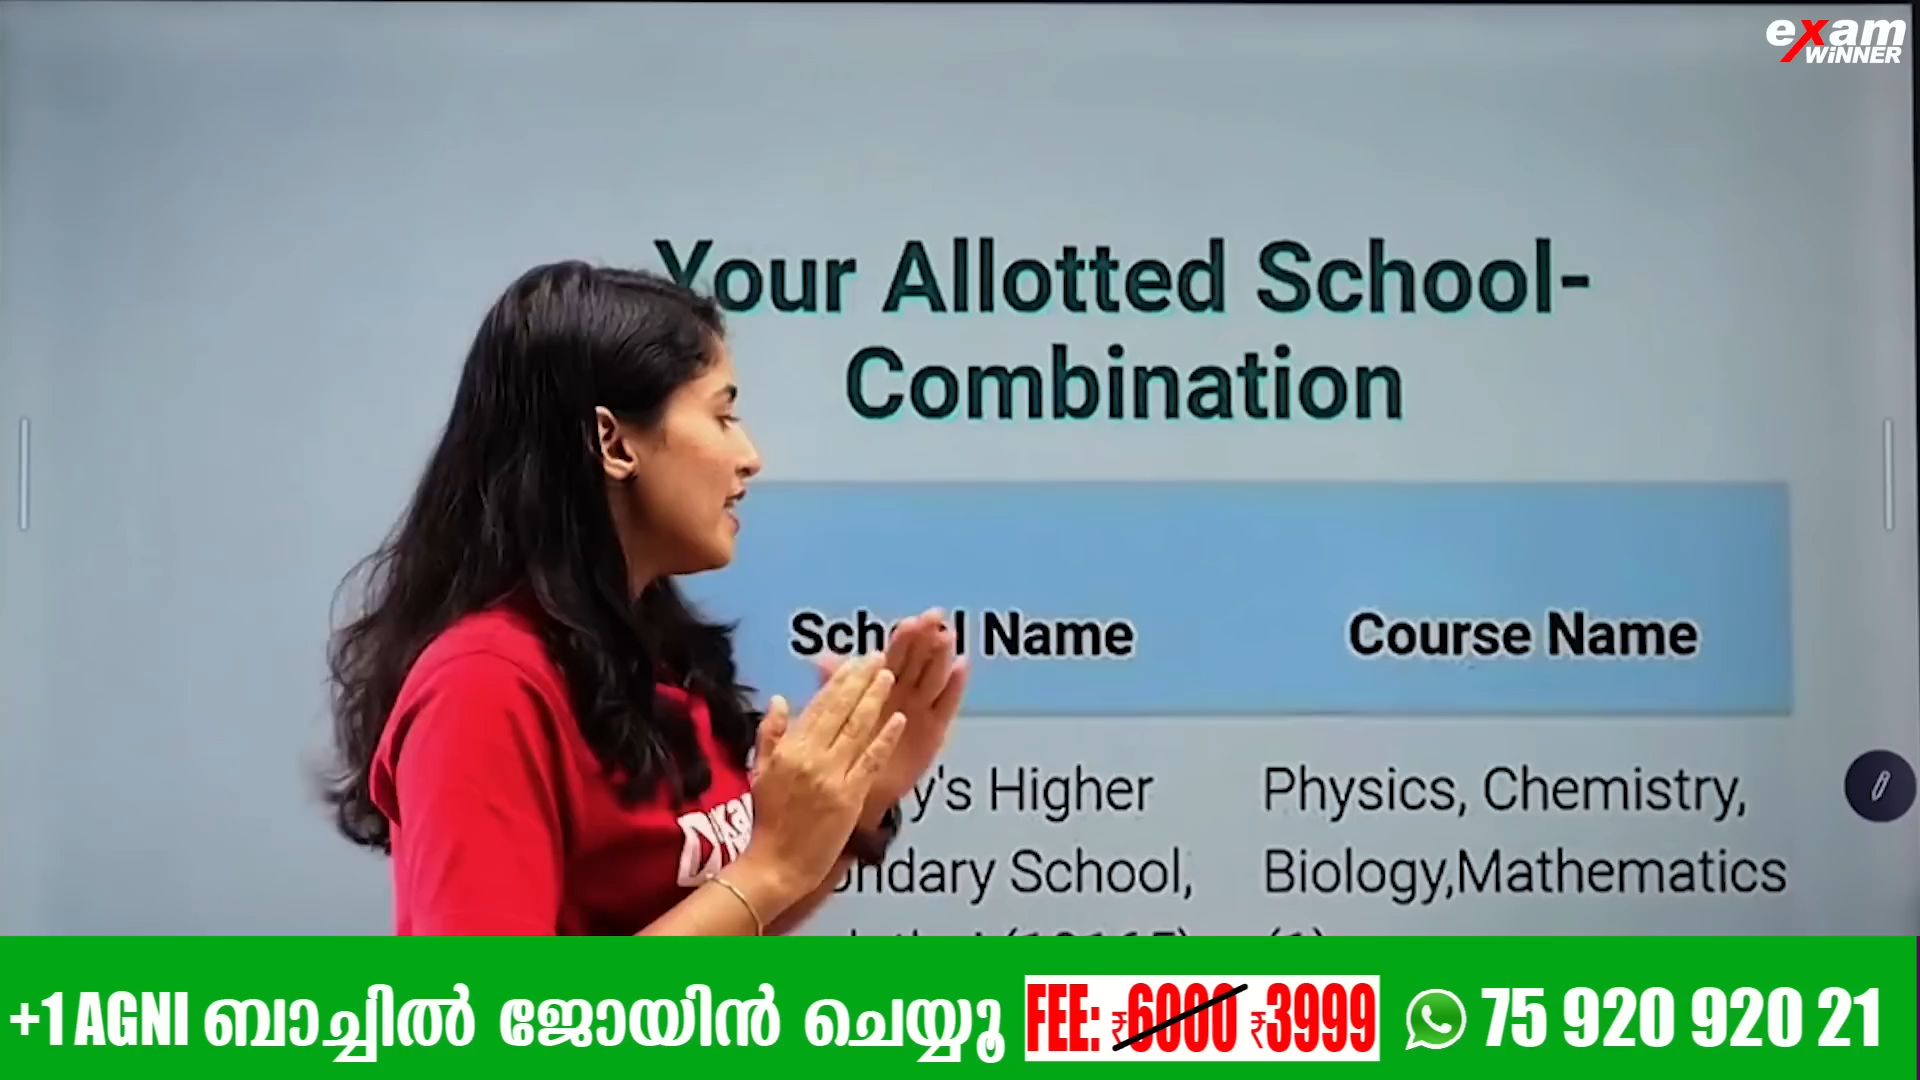 exam
WiNNER
Your Allotted School-
Combination
Name
Course Name
Higher
Physics, Chemistry,
School,
Biology,Mathematics
+1 AGNI ബാച്ചിൽ ജോയിൻ ചെയ്യൂ
FEE: ₹6000 ₹3999
75 920 920 21